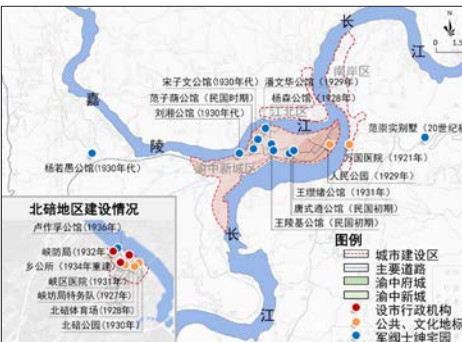 北
0 1.5
长
江
南岸区
嘉
陵
江
江北区
渝中新城区
长
江
宋子文公馆(1930年代)
潘文华公馆(1929年)
范子荫公馆(民国时期)
杨森公馆(1928年)
刘湘公馆(1930年代)
范崇实别墅(20世纪初
杨若愚公馆(1930年代)
万国医院(1921年)
人民公园(1929年)
王缵绪公馆(1931年)
唐式遵公馆(民国初期)
王陵基公馆(民国初期)
北碚地区建设情况
卢作孚公馆(1936年)
峡防局(1932年)
乡公所(1934年重建)
峡区医院(1931年)
峡防局特务队(1927年)
北碚体育场(1928年)
北碚公园(1930年)
图例
城市建设区
主要道路
渝中府城
渝中新城
设市行政机构
公共、文化地标
军阀士绅宅园